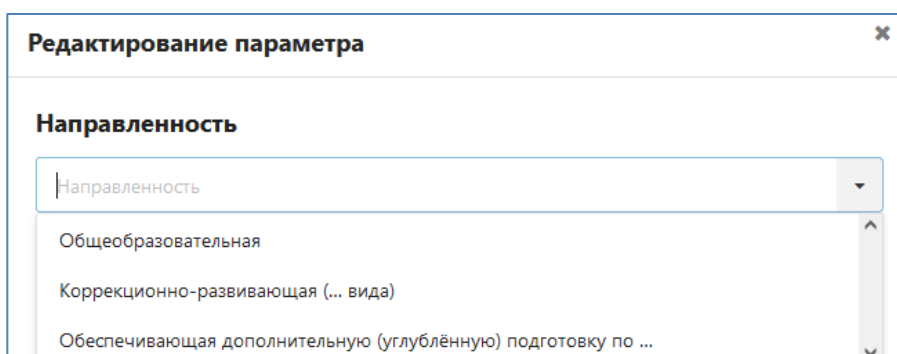 Редактирование параметра
Направленность
Направленность
Общеобразовательная
Коррекционно-развивающая (... вида)
Обеспечивающая дополнительную (углублённую) подготовку по ...